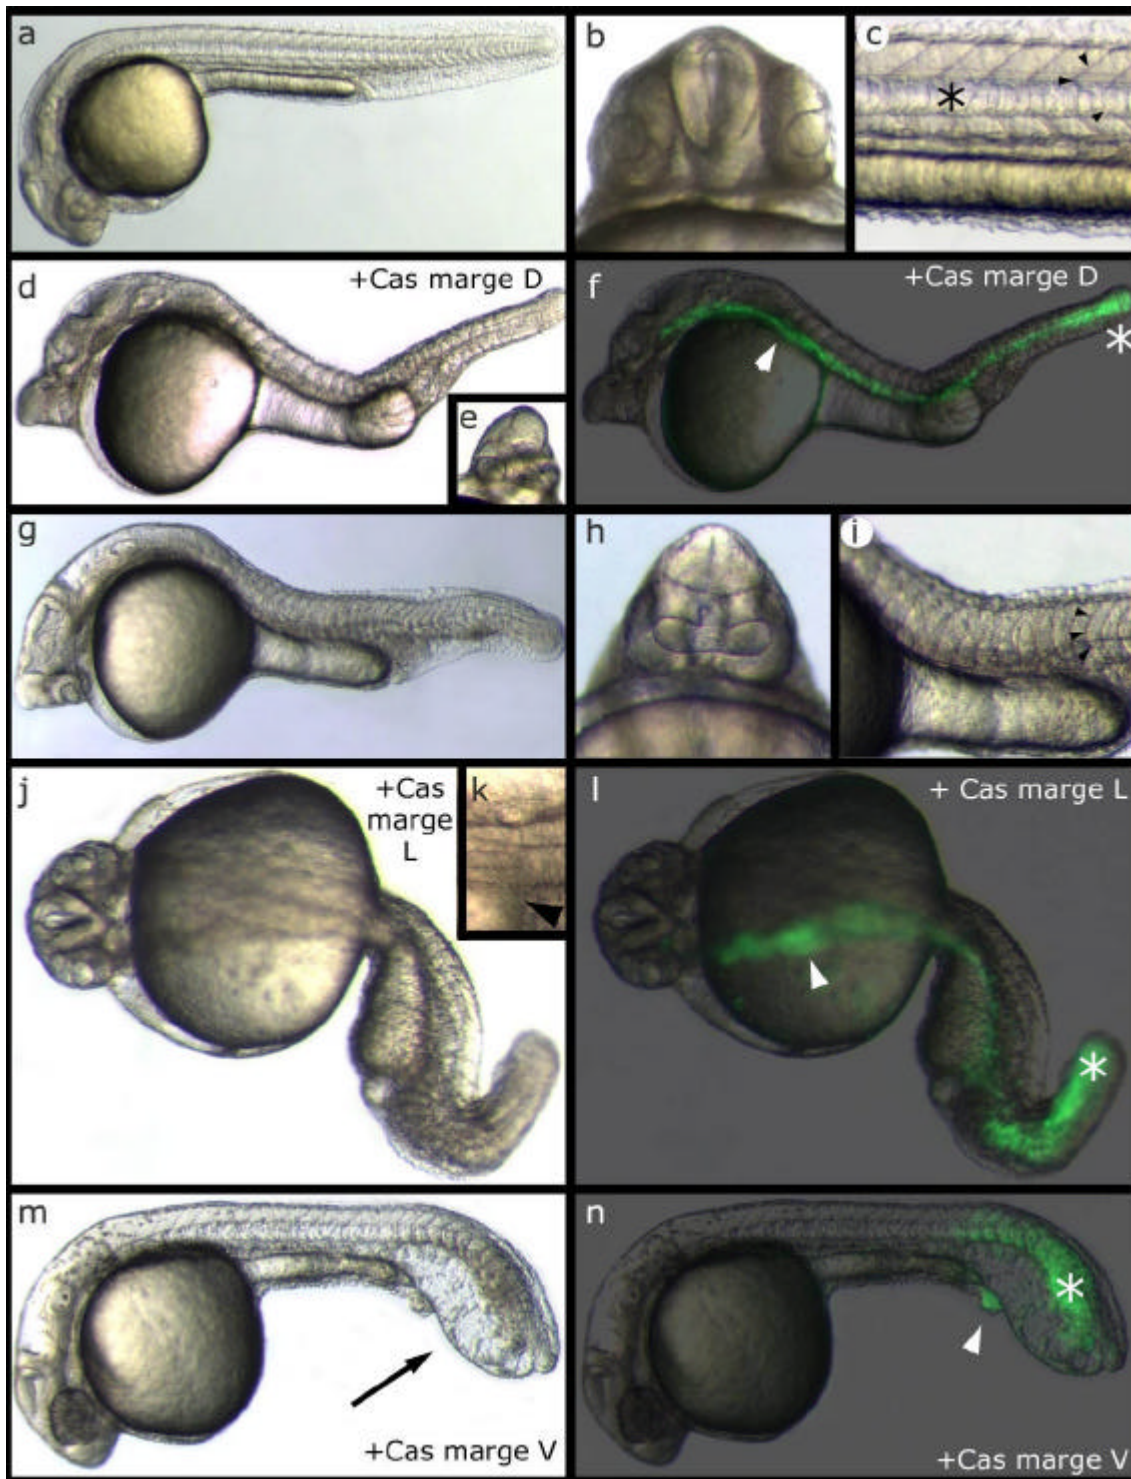 a
b
c
*
d
+Cas marge D
e
f
+Cas marge D
*
g
h
i
j
+Cas
marge
L
k
l
+ Cas marge L
*
m
+Cas marge V
n
*
+Cas marge V